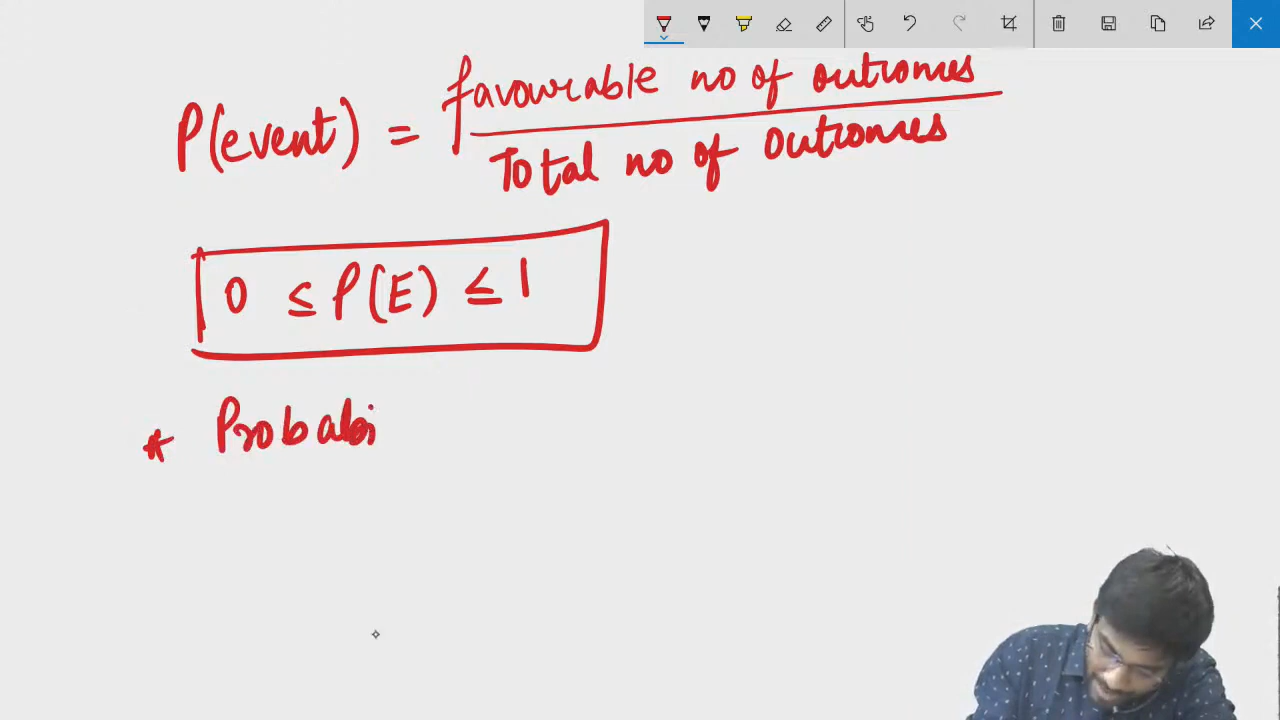 P(event) = favourable no of outcomes
Total no of outcomes
0 ≤ P(E) ≤ 1
* Probabi